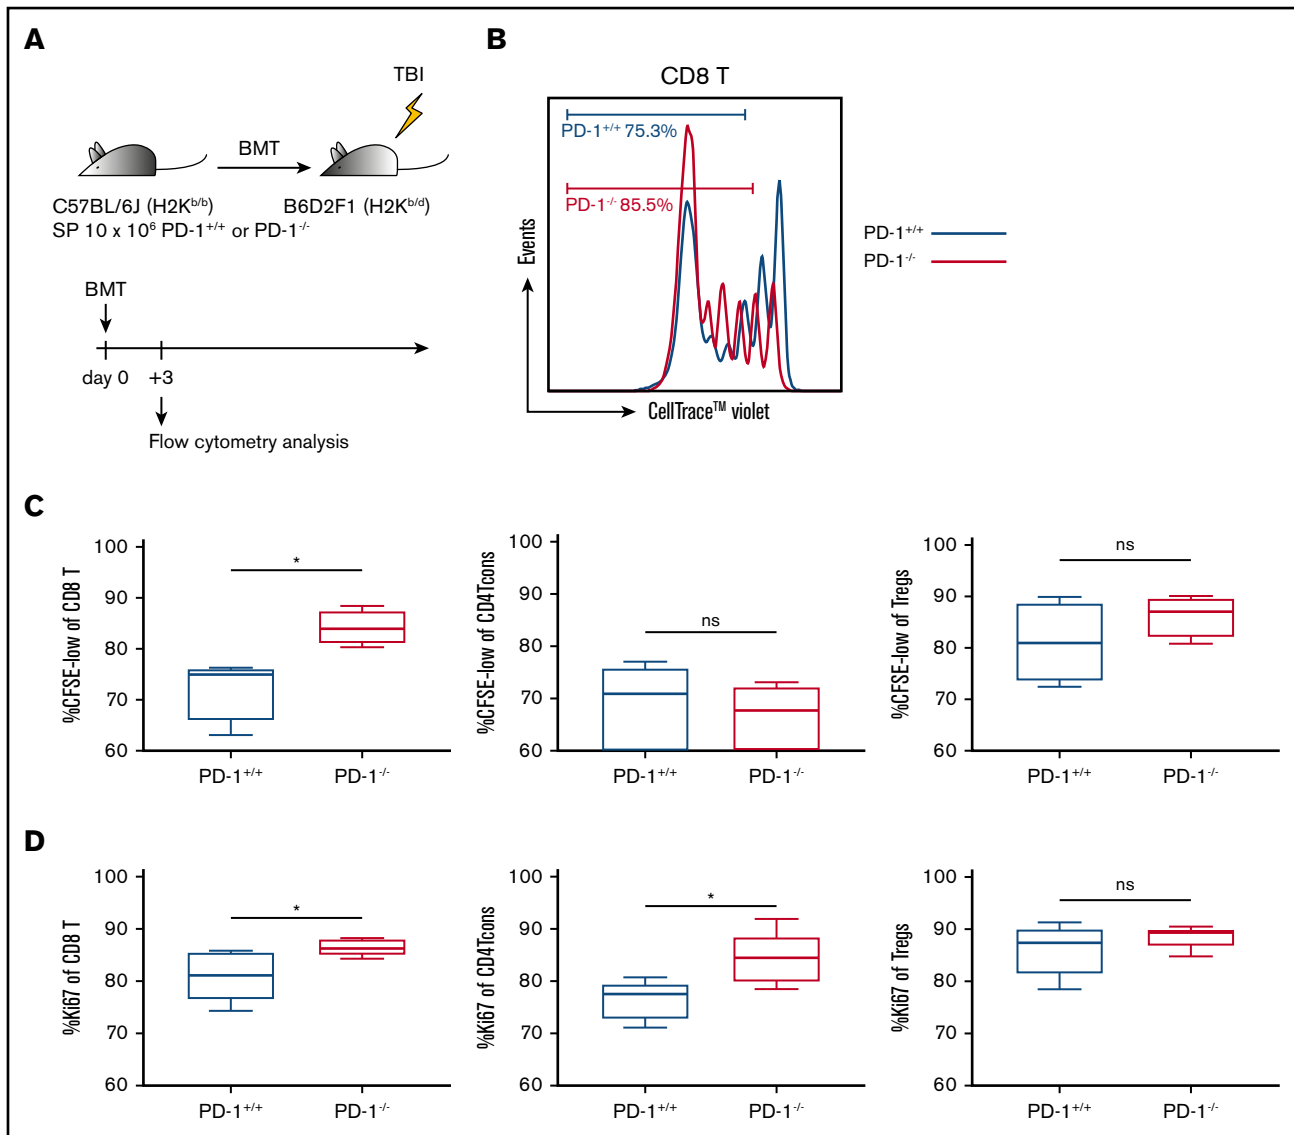 A
TBI
BMT
C57BL/6J (H2K^b/b)
B6D2F1 (H2K^b/d)
SP 10 x 10⁶ PD-1^+/+ or PD-1^-/-
BMT
day 0
+3
Flow cytometry analysis
B
CD8 T
PD-1^+/+ 75.3%
PD-1^-/- 85.5%
Events
CellTrace™ violet
PD-1^+/+
PD-1^-/-
C
%CFSE-low of CD8 T
100
90
80
70
60
*
PD-1^+/+
PD-1^-/-
%CFSE-low of CD4Tcons
100
90
80
70
60
ns
PD-1^+/+
PD-1^-/-
%CFSE-low of Tregs
100
90
80
70
60
ns
PD-1^+/+
PD-1^-/-
D
%Ki67 of CD8 T
100
90
80
70
60
*
PD-1^+/+
PD-1^-/-
%Ki67 of CD4Tcons
100
90
80
70
60
*
PD-1^+/+
PD-1^-/-
%Ki67 of Tregs
100
90
80
70
60
ns
PD-1^+/+
PD-1^-/-